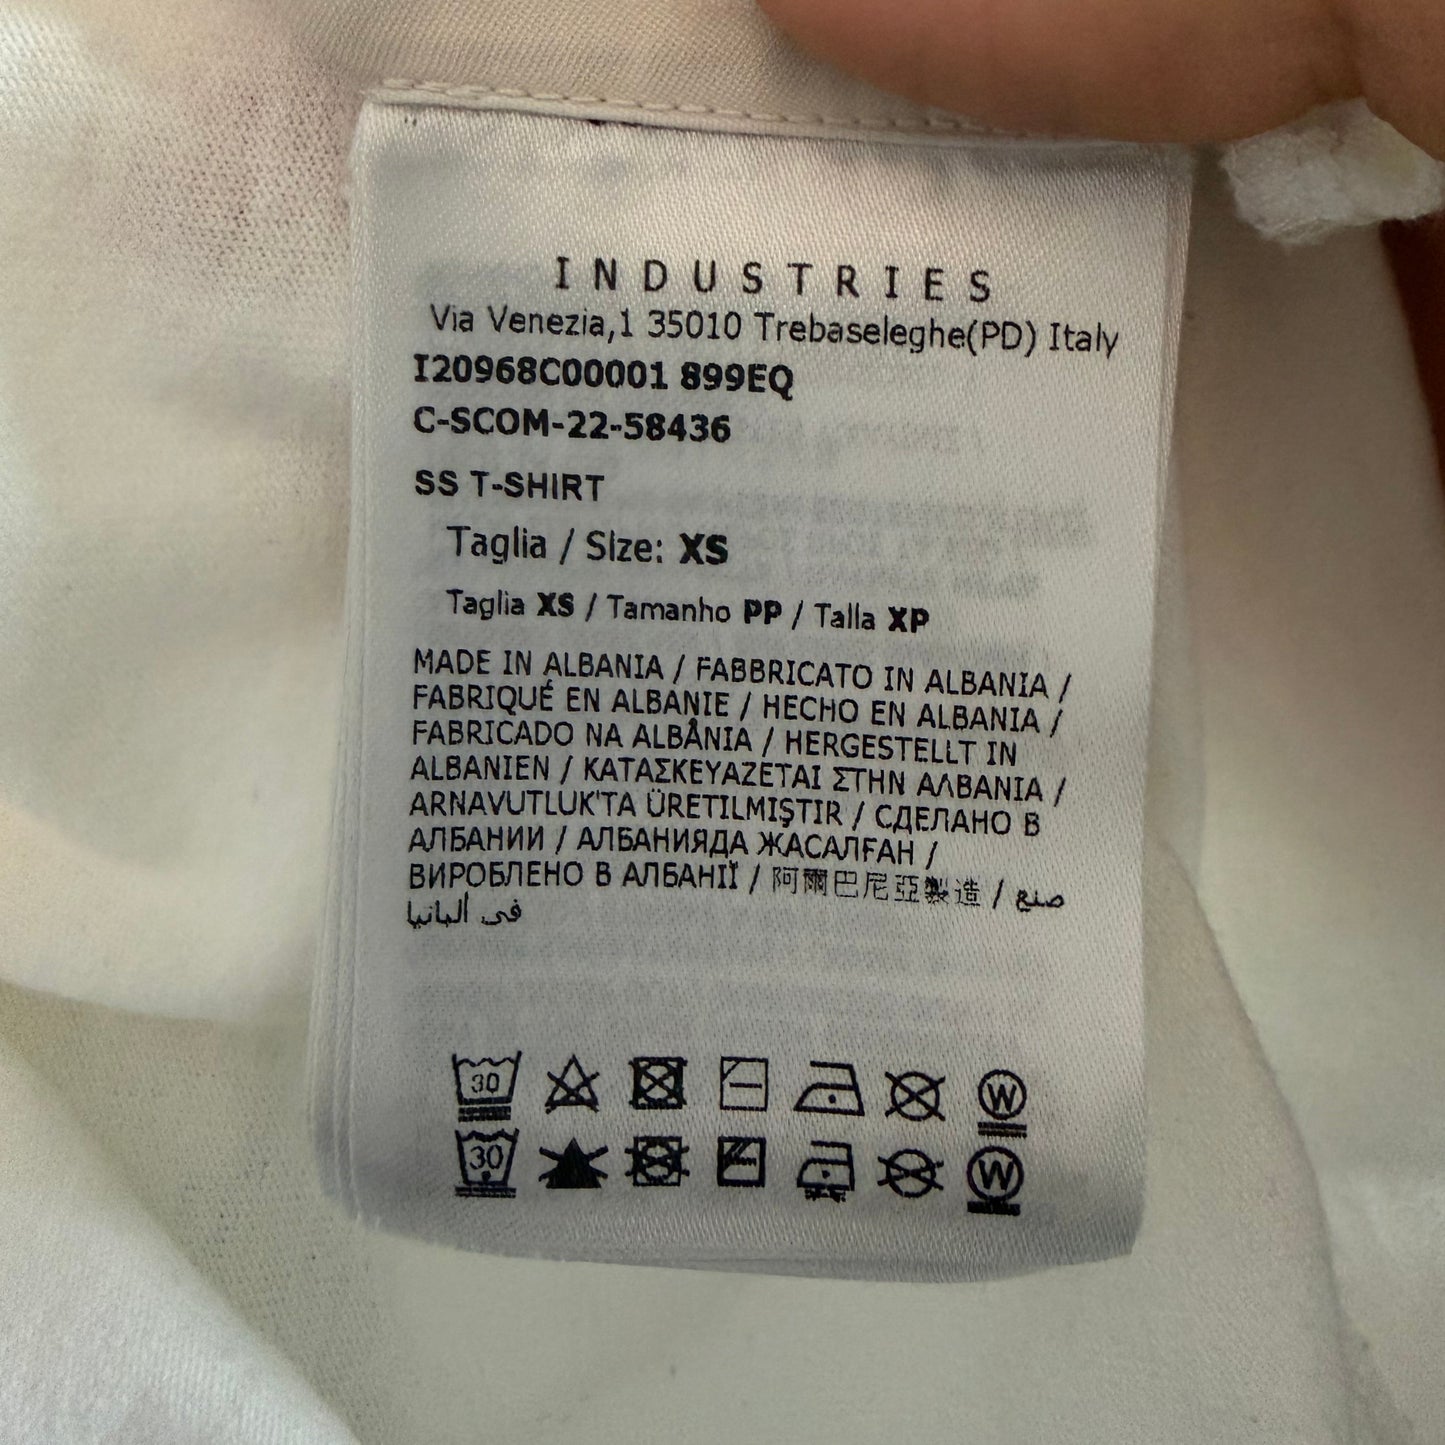 INDUSTRIES
Via Venezia,1 35010 Trebaseleghe(PD) Italy
I20968C00001 899EQ
C-SCOM-22-58436
SS T-SHIRT
Taglia / Size: XS
Taglia XS / Tamanho PP / Talla XP
MADE IN ALBANIA / FABBRICATO IN ALBANIA /
FABRIQUÉ EN ALBANIE / HECHO EN ALBANIA /
FABRICADO NA ALBÂNIA / HERGESTELLT IN
ALBANIEN / ΚΑΤΑΣΚΕΥΑΖΕΤΑΙ ΣΤΗΝ ΑΛΒΑΝΙΑ /
ARNAVUTLUK'TA ÜRETILMIŞTIR / СДЕЛАНО В
АЛБАНИИ / АЛБАНИЯДА ЖАСАЛҒАН /
ВИРОБЛЕНО В АЛБАНІЇ / 阿爾巴尼亞製造 / صنع
في ألبانيا
30 W
30 W